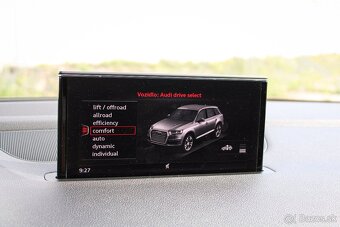 Vozidlo: Audi drive select
lift / offroad
allroad
efficiency
comfort
auto
dynamic
individual
9:27
© bazos.sk